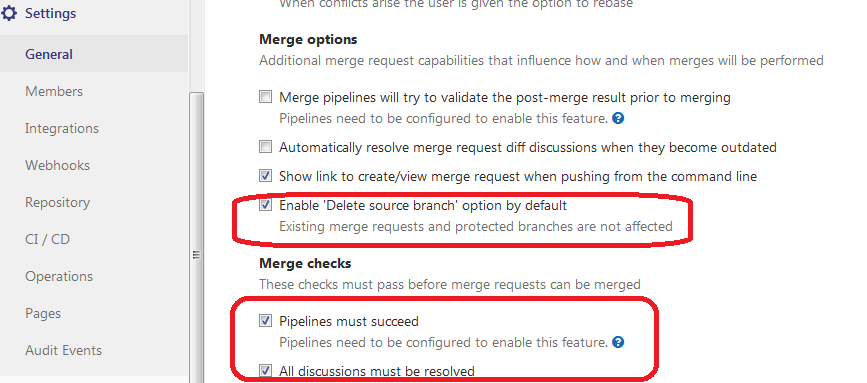 When conflicts arise the user is given the option to rebase
Settings
General
Members
Integrations
Webhooks
Repository
CI / CD
Operations
Pages
Audit Events
Merge options
Additional merge request capabilities that influence how and when merges will be performed
Merge pipelines will try to validate the post-merge result prior to merging
Pipelines need to be configured to enable this feature. ?
Automatically resolve merge request diff discussions when they become outdated
Show link to create/view merge request when pushing from the command line
Enable 'Delete source branch' option by default
Existing merge requests and protected branches are not affected
Merge checks
These checks must pass before merge requests can be merged
Pipelines must succeed
Pipelines need to be configured to enable this feature. ?
All discussions must be resolved